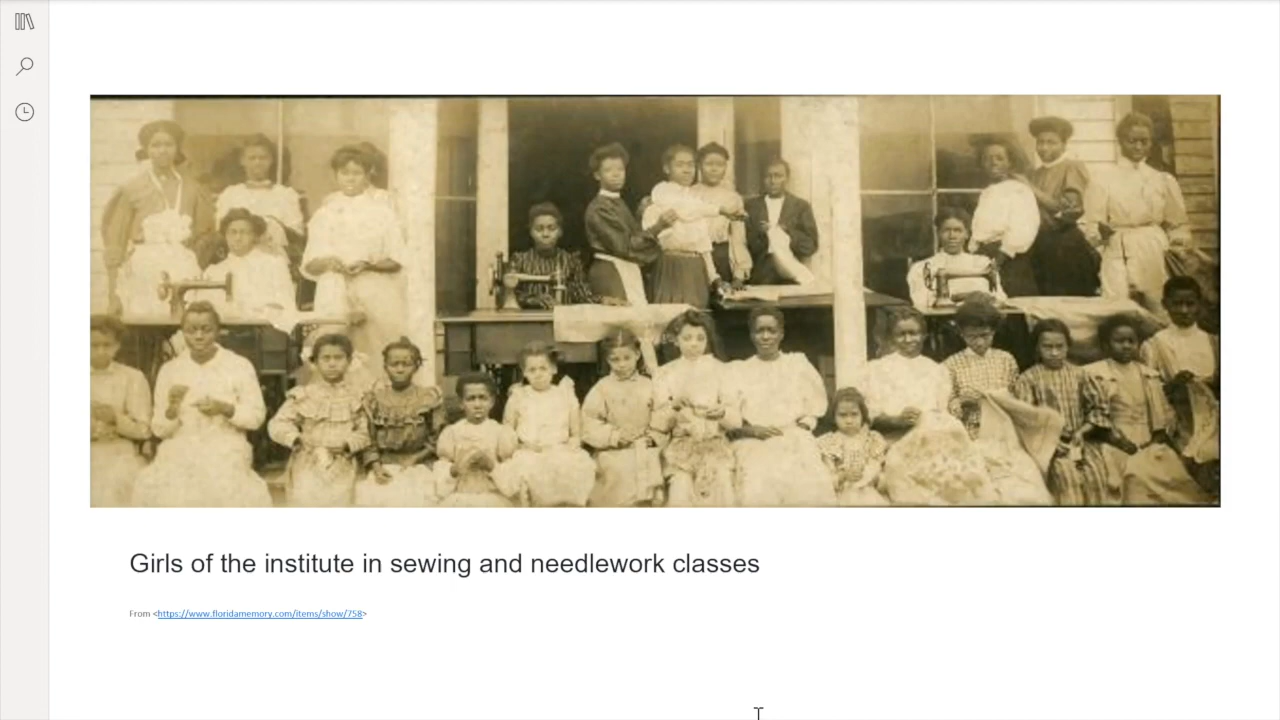 Girls of the institute in sewing and needlework classes
From <https://www.floridamemory.com/items/show/758>